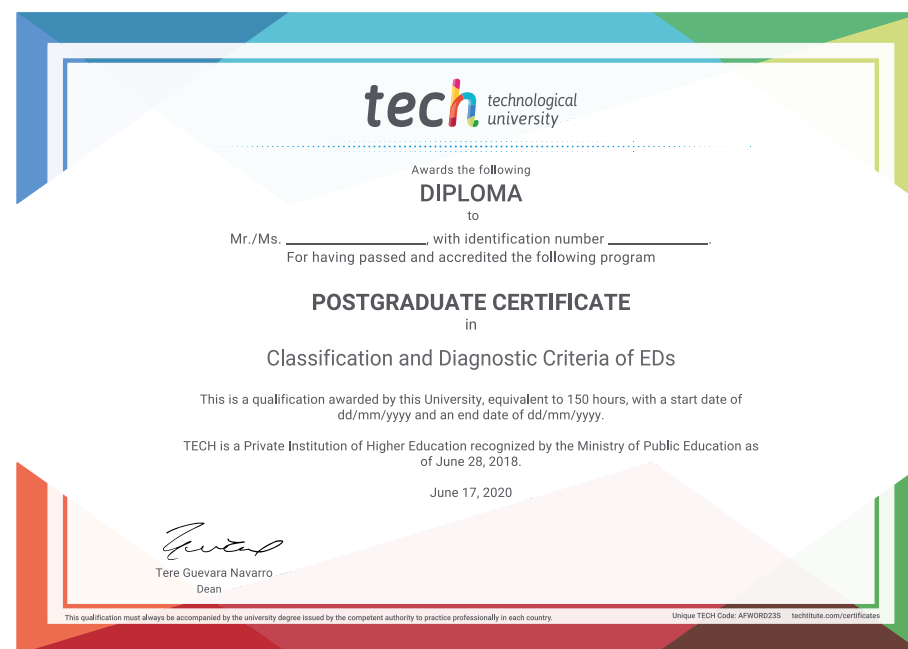 tech technological university
Awards the following
DIPLOMA
to
Mr./Ms. ____________, with identification number ____________.
For having passed and accredited the following program
POSTGRADUATE CERTIFICATE
in
Classification and Diagnostic Criteria of EDs
This is a qualification awarded by this University, equivalent to 150 hours, with a start date of
dd/mm/yyyy and an end date of dd/mm/yyyy.
TECH is a Private Institution of Higher Education recognized by the Ministry of Public Education as
of June 28, 2018.
June 17, 2020
Tere Guevara Navarro
Dean
This qualification must always be accompanied by the university degree issued by the competent authority to practice professionally in each country.
Unique TECH Code: AFWORD23S techtitute.com/certificates